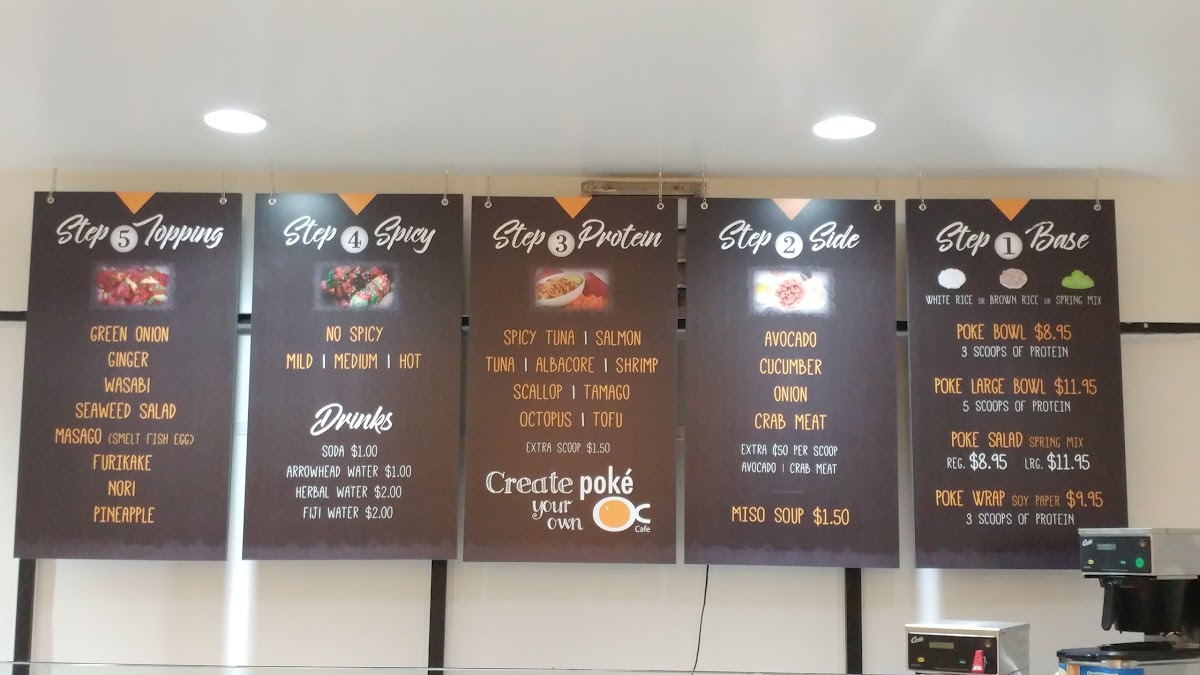 Step 5 Topping
GREEN ONION
GINGER
WASABI
SEAWEED SALAD
MASAGO (SMELT FISH EGG)
FURIKAKE
NORI
PINEAPPLE
Step 4 Spicy
NO SPICY
MILD | MEDIUM | HOT
Drinks
SODA $1.00
ARROWHEAD WATER $1.00
HERBAL WATER $2.00
FIJI WATER $2.00
Step 3 Protein
SPICY TUNA | SALMON
TUNA | ALBACORE | SHRIMP
SCALLOP | TAMAGO
OCTOPUS | TOFU
EXTRA SCOOP $1.50
Create poké
your
own
OC
Cafe
Step 2 Side
AVOCADO
CUCUMBER
ONION
CRAB MEAT
EXTRA ₵50 PER SCOOP
AVOCADO | CRAB MEAT
MISO SOUP $1.50
Step 1 Base
WHITE RICE OR BROWN RICE OR SPRING MIX
POKE BOWL $8.95
3 SCOOPS OF PROTEIN
POKE LARGE BOWL $11.95
5 SCOOPS OF PROTEIN
POKE SALAD SPRING MIX
REG. $8.95 LRG. $11.95
POKE WRAP SOY PAPER $9.95
3 SCOOPS OF PROTEIN
Curtis
Curtis